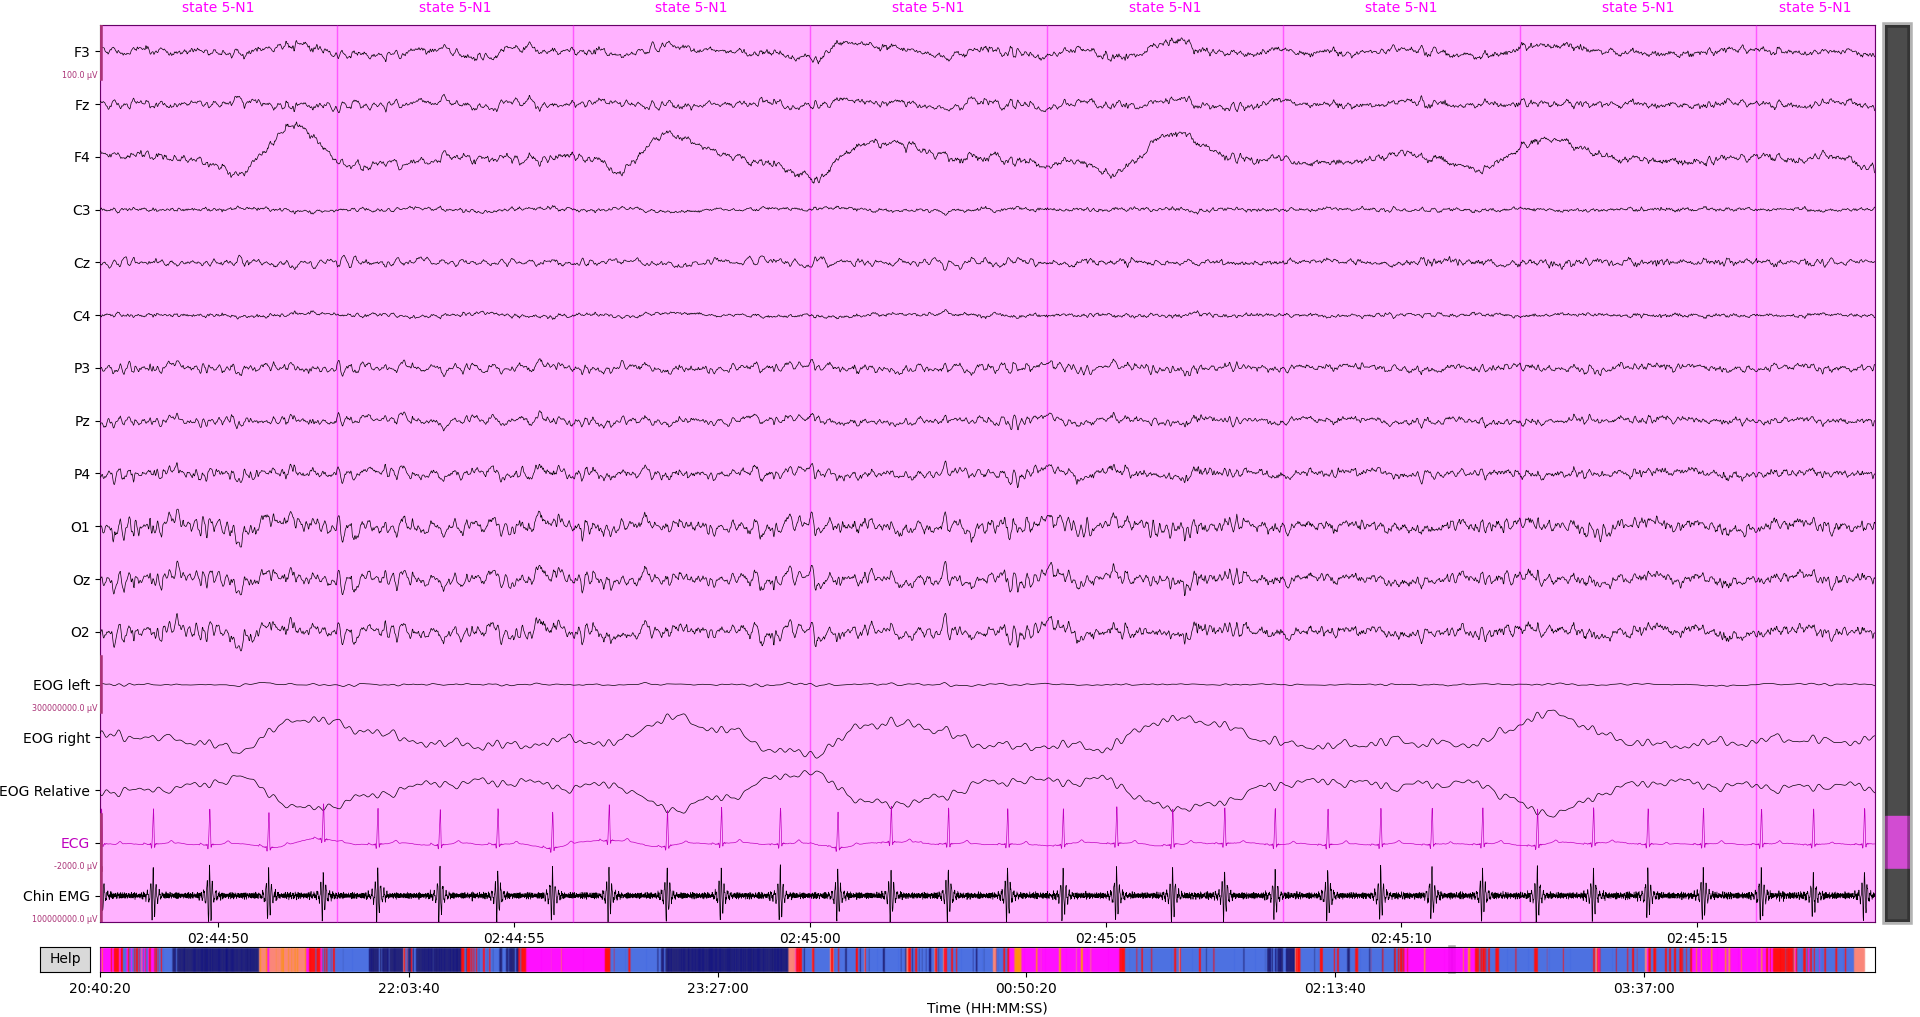 state 5-N1 state 5-N1 state 5-N1 state 5-N1 state 5-N1 state 5-N1 state 5-N1 state 5-N1
F3
100.0 µV
Fz
F4
C3
Cz
C4
P3
Pz
P4
O1
Oz
O2
EOG left
300000000.0 µV
EOG right
EOG Relative
ECG
-2000.0 µV
Chin EMG
100000000.0 µV
02:44:50 02:44:55 02:45:00 02:45:05 02:45:10 02:45:15
Help
20:40:20 22:03:40 23:27:00 00:50:20 02:13:40 03:37:00
Time (HH:MM:SS)